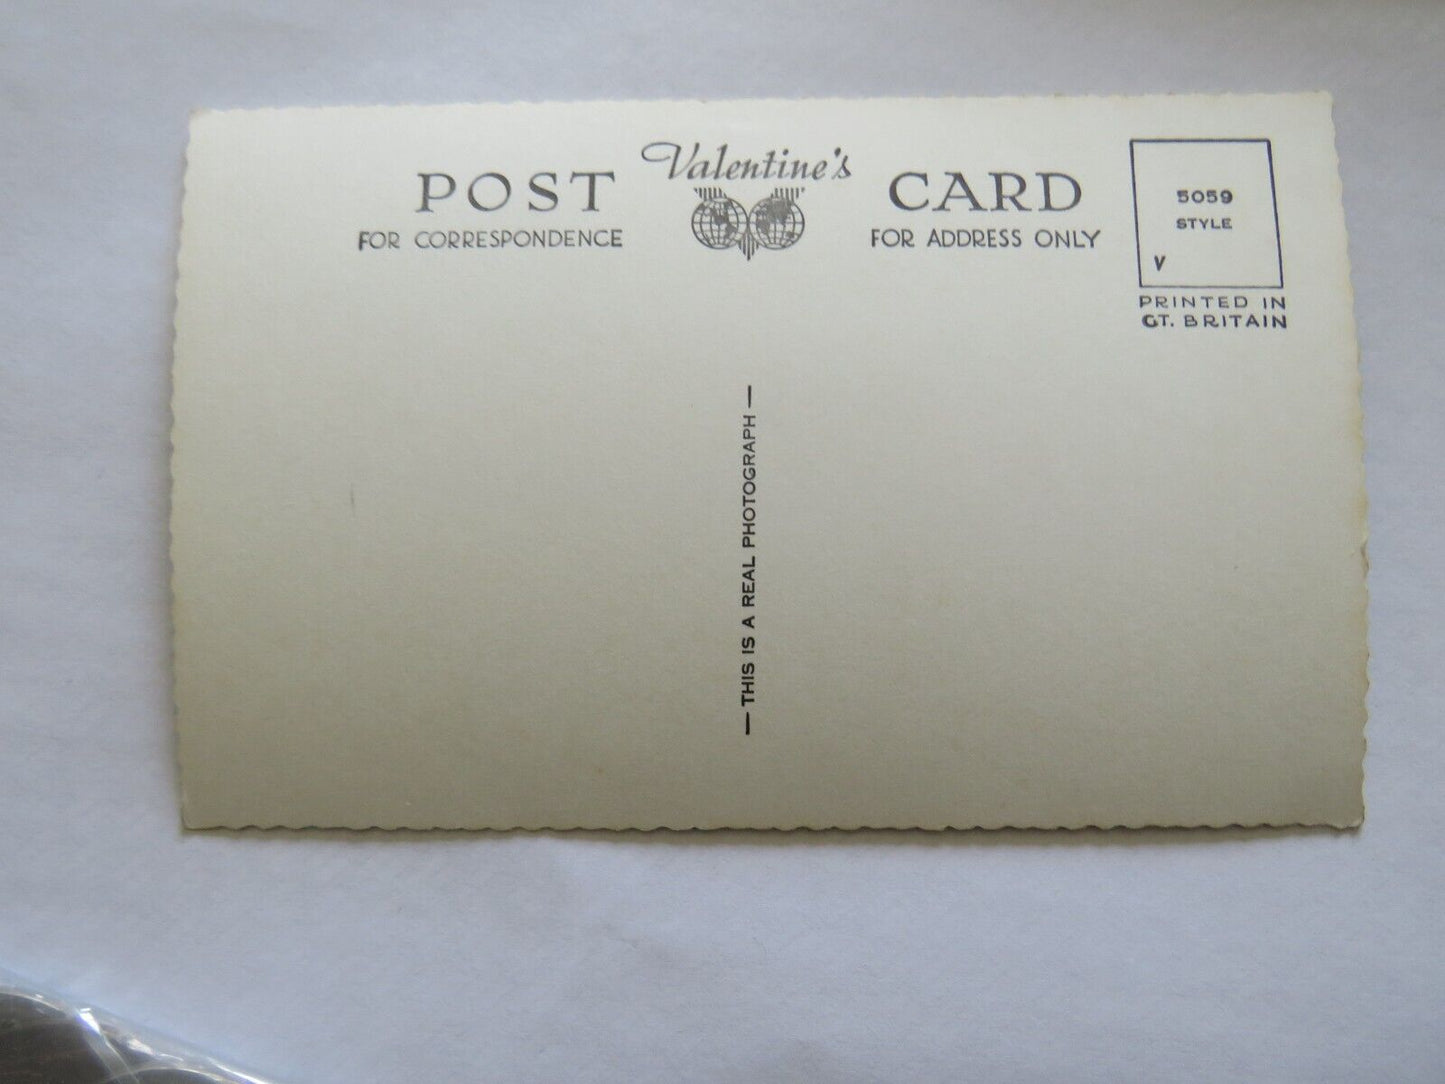 Valentine's
POST CARD
FOR CORRESPONDENCE
FOR ADDRESS ONLY
5059
STYLE
V
PRINTED IN
GT. BRITAIN
— THIS IS A REAL PHOTOGRAPH —